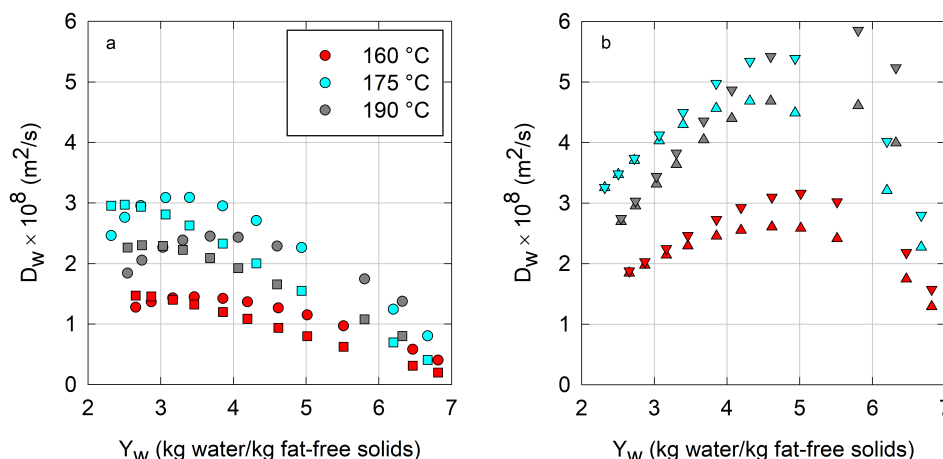 a
160 °C
175 °C
190 °C
6
5
4
3
2
1
0
2 3 4 5 6 7
D_W × 10^8 (m^2/s)
Y_W (kg water/kg fat-free solids)
b
6
5
4
3
2
1
0
2 3 4 5 6 7
D_W × 10^8 (m^2/s)
Y_W (kg water/kg fat-free solids)